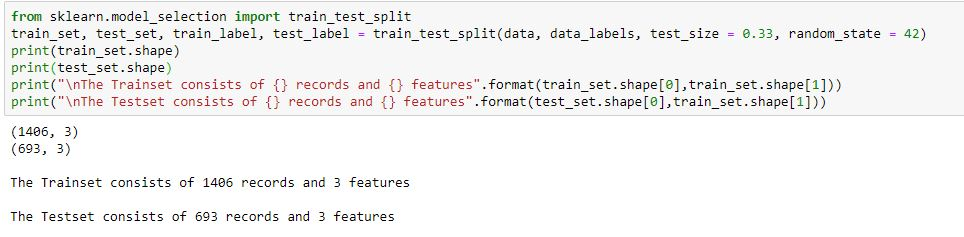 from sklearn.model_selection import train_test_split
train_set, test_set, train_label, test_label = train_test_split(data, data_labels, test_size = 0.33, random_state = 42)
print(train_set.shape)
print(test_set.shape)
print("\nThe Trainset consists of {} records and {} features".format(train_set.shape[0],train_set.shape[1]))
print("\nThe Testset consists of {} records and {} features".format(test_set.shape[0],train_set.shape[1]))
(1406, 3)
(693, 3)
The Trainset consists of 1406 records and 3 features
The Testset consists of 693 records and 3 features